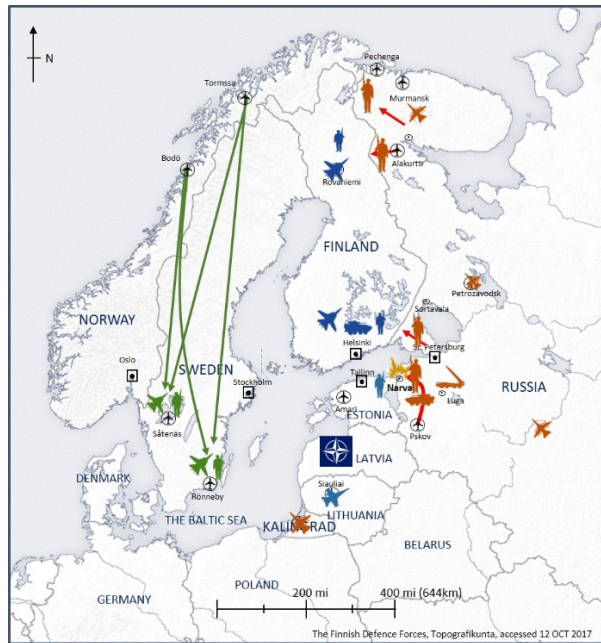 N
Pechenga
Tormssa
Murmansk
Bodö
Alakurtti
Rovaniemi
FINLAND
Petrozavodsk
Sortavala
NORWAY
Helsinki
St. Petersburg
Oslo
SWEDEN
Stockholm
Tallinn
Narva
RUSSIA
Luga
Amari
ESTONIA
Såtenäs
Pskov
LATVIA
DENMARK
Siauliai
Rönneby
LITHUANIA
THE BALTIC SEA
KALINGRAD
BELARUS
POLAND
GERMANY
200 mi
400 mi (644km)
The Finnish Defence Forces, Topografikunta, accessed 12 OCT 2017